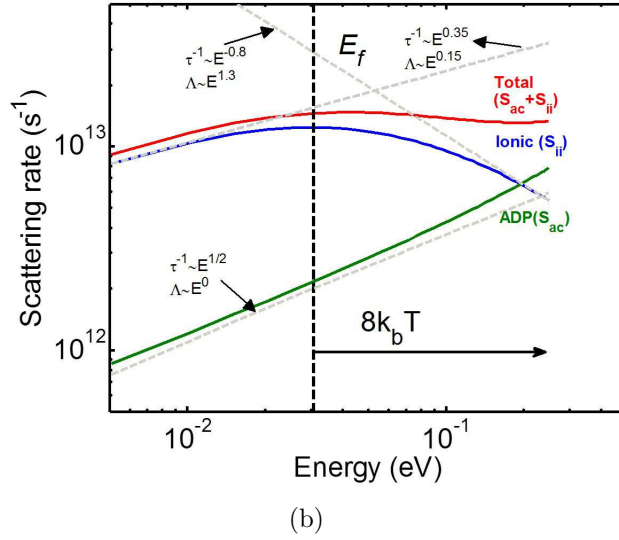 τ⁻¹~E⁻⁰·⁸
Λ~E¹·³
E_f
τ⁻¹~E⁰·³⁵
Λ~E⁰·¹⁵
Total
(S_ac+S_ii)
Ionic (S_ii)
ADP(S_ac)
τ⁻¹~E¹/²
Λ~E⁰
8k_bT
10¹³
10¹²
Scattering rate (s⁻¹)
10⁻²
10⁻¹
Energy (eV)
(b)